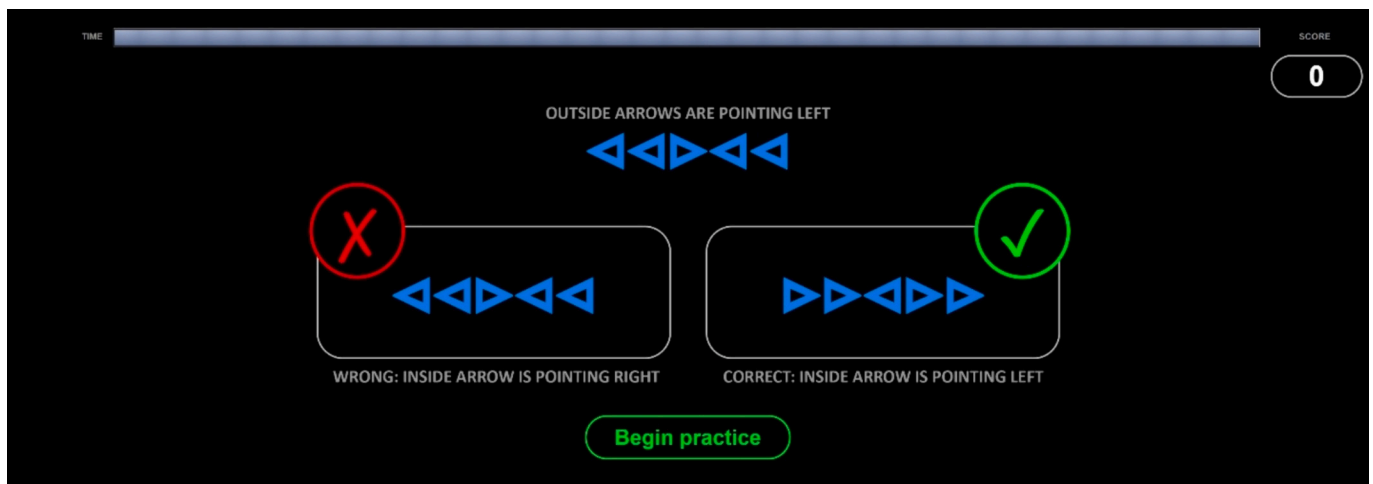 TIME
SCORE
0
OUTSIDE ARROWS ARE POINTING LEFT
WRONG: INSIDE ARROW IS POINTING RIGHT
CORRECT: INSIDE ARROW IS POINTING LEFT
Begin practice